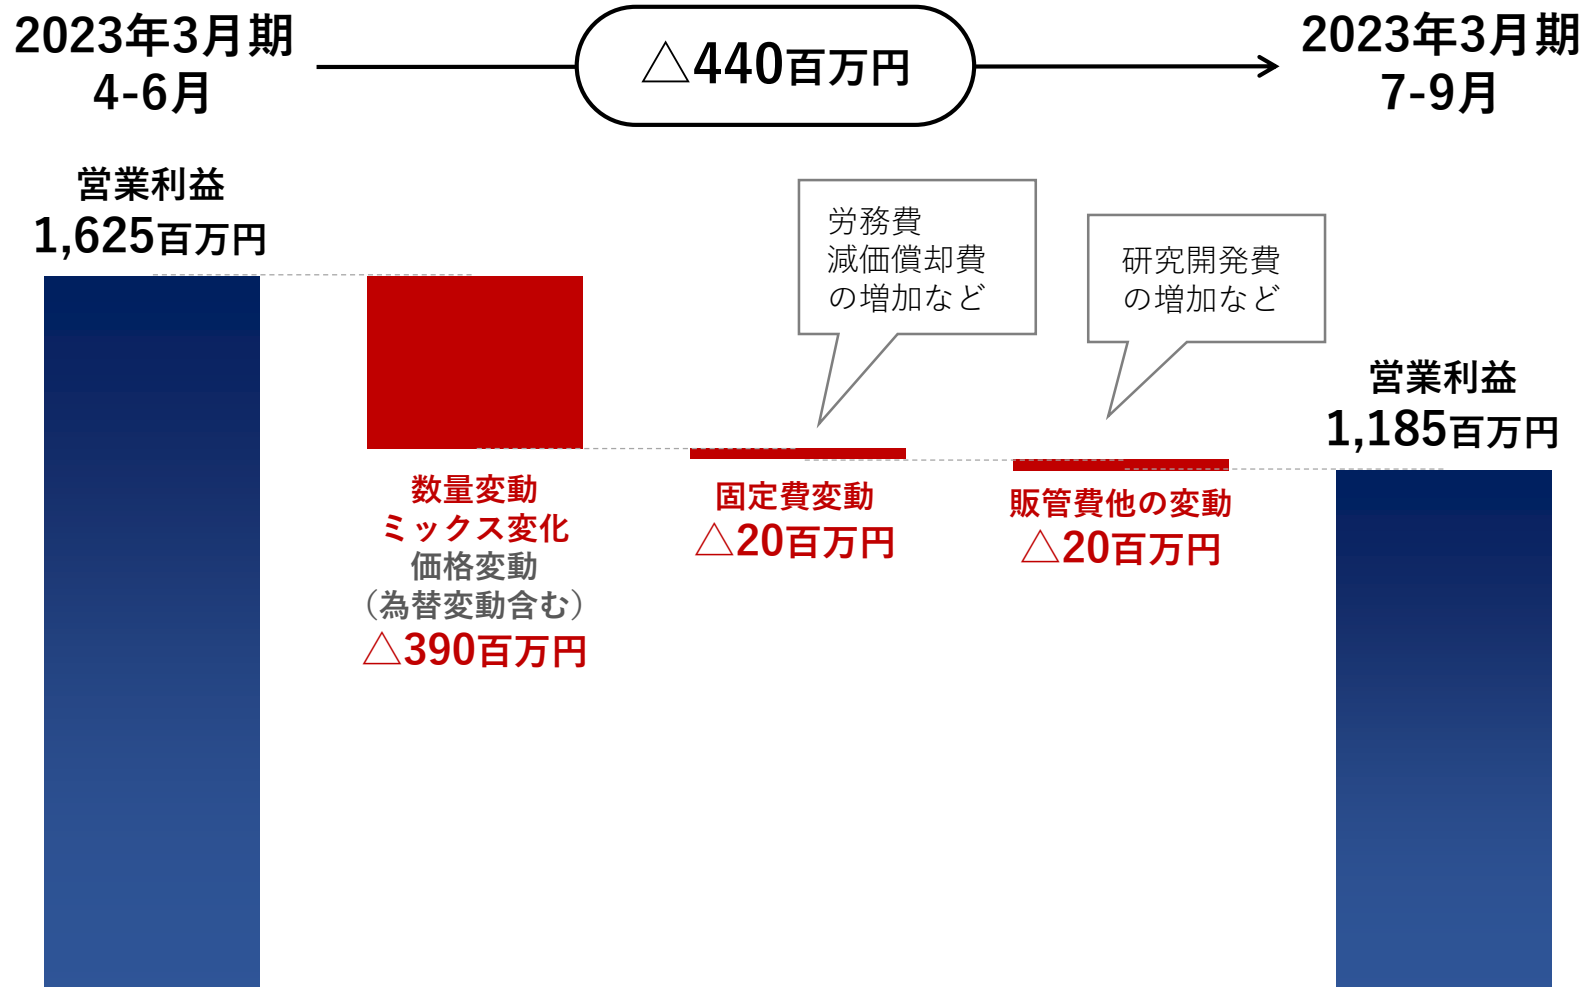 2023年3月期
4-6月
△440百万円
2023年3月期
7-9月
営業利益
1,625百万円
労務費
減価償却費
の増加など
研究開発費
の増加など
営業利益
1,185百万円
数量変動
ミックス変化
価格変動
（為替変動含む）
△390百万円
固定費変動
△20百万円
販管費他の変動
△20百万円